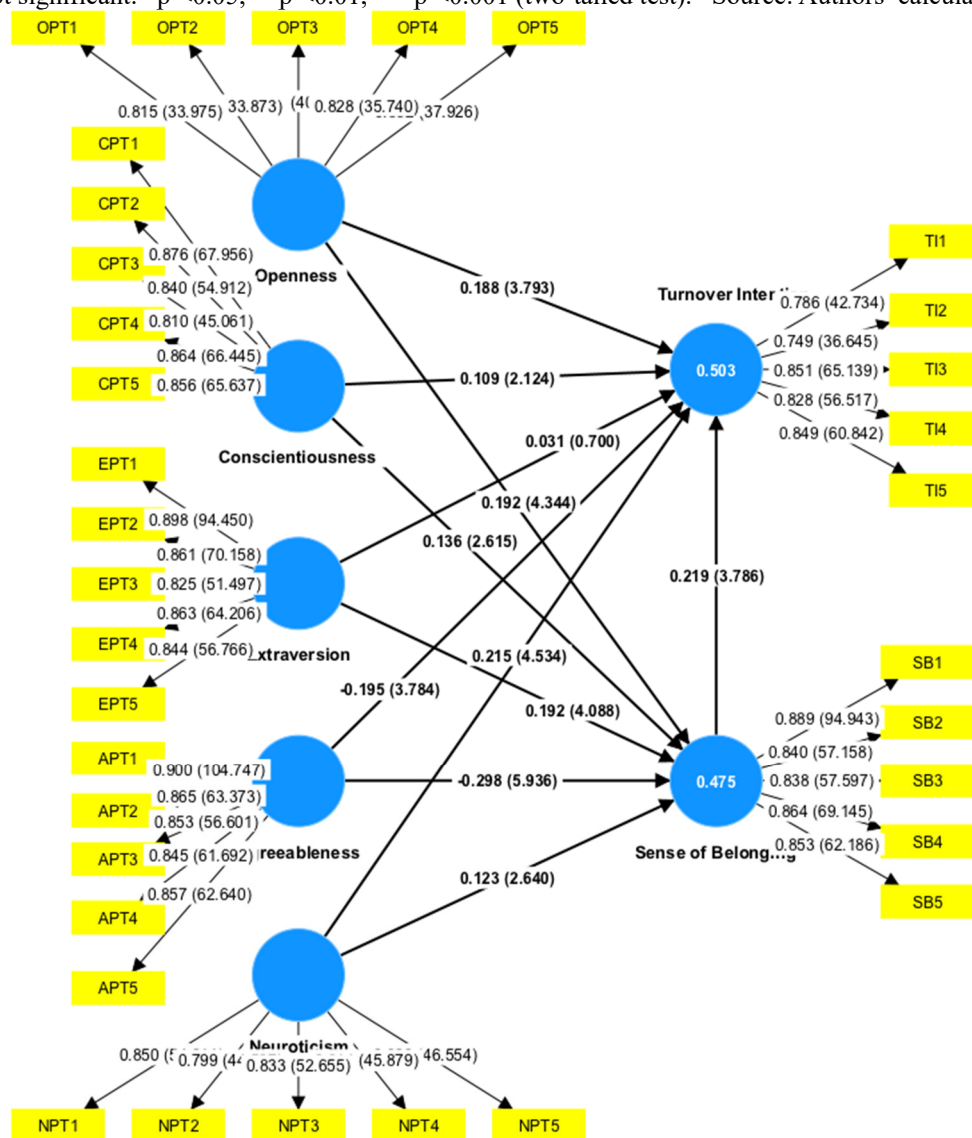 significant. p <0.05, p <0.01, p <0.001 (two-tailed test). Source: Authors'
OPT1 OPT2 OPT3 OPT4 OPT5
0.815 (33.975) 33.873) 0.828 (35.740) 37.926)
CPT1
CPT2
CPT3
CPT4
CPT5
0.876 (67.956)
0.840 (54.912)
0.810 (45.061)
0.864 (66.445)
0.856 (65.637)
Openness
Conscientiousness
EPT1
EPT2
EPT3
EPT4
EPT5
0.898 (94.450)
0.861 (70.158)
0.825 (51.497)
0.863 (64.206)
0.844 (56.766)
xtraversion
APT1
APT2
APT3
APT4
APT5
0.900 (104.747)
0.865 (63.373)
0.853 (56.601)
0.845 (61.692)
0.857 (62.640)
reeableness
Neuroticism
0.850 0.799 0.833 (52.655) (45.879) 46.554)
NPT1 NPT2 NPT3 NPT4 NPT5
0.188 (3.793)
0.109 (2.124)
0.031 (0.700)
0.192 (4.344)
0.136 (2.615)
0.219 (3.786)
0.215 (4.534)
-0.195 (3.784)
0.192 (4.088)
-0.298 (5.936)
0.123 (2.640)
Turnover
0.503
0.786 (42.734)
0.749 (36.645)
0.851 (65.139)
0.828 (56.517)
0.849 (60.842)
TI1
TI2
TI3
TI4
TI5
0.475
Sense of
0.889 (94.943)
0.840 (57.158)
0.838 (57.597)
0.864 (69.145)
0.853 (62.186)
SB1
SB2
SB3
SB4
SB5